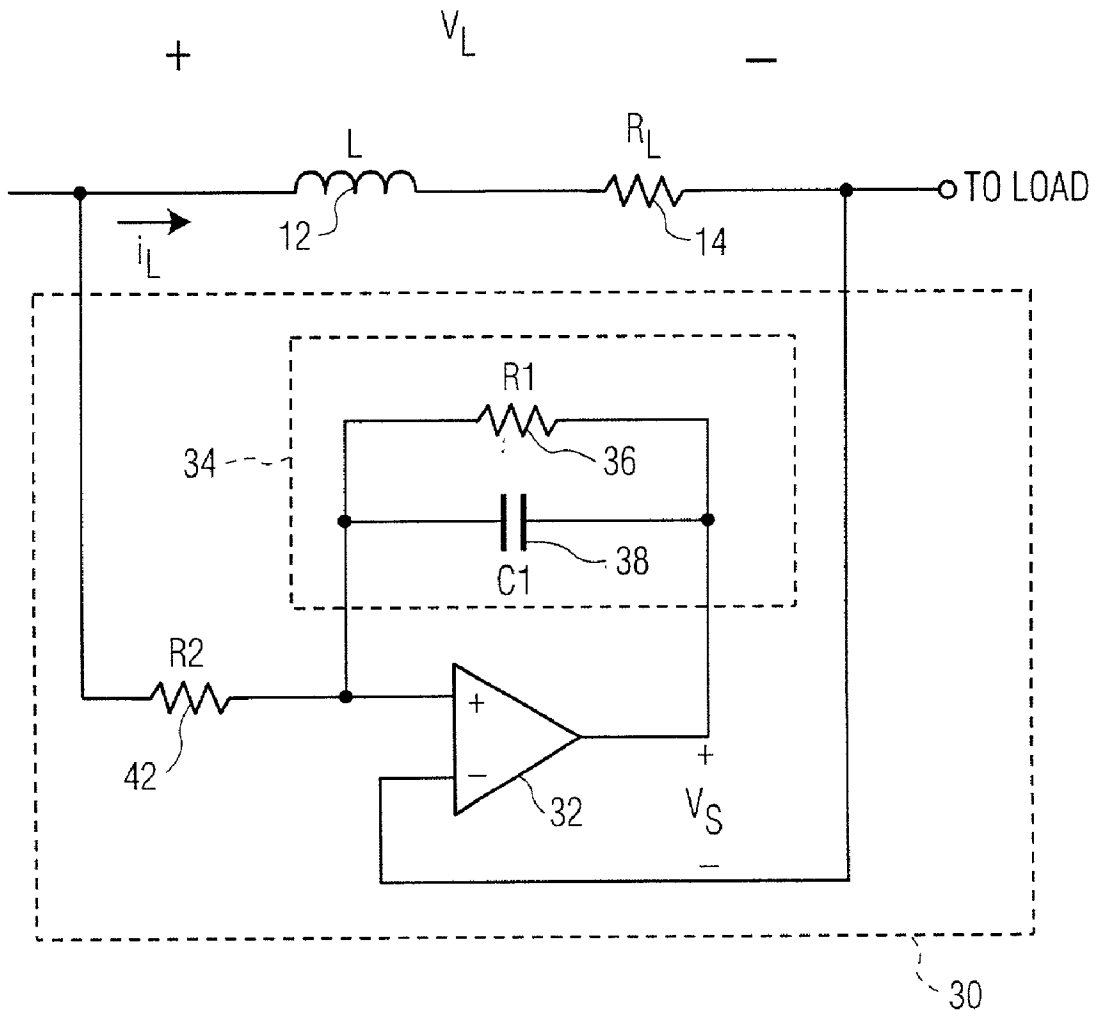 V_L
+ −
L
R_L
TO LOAD
12
14
i_L
R1
36
34
38
C1
R2
+
42
−
32
+
V_S
−
30